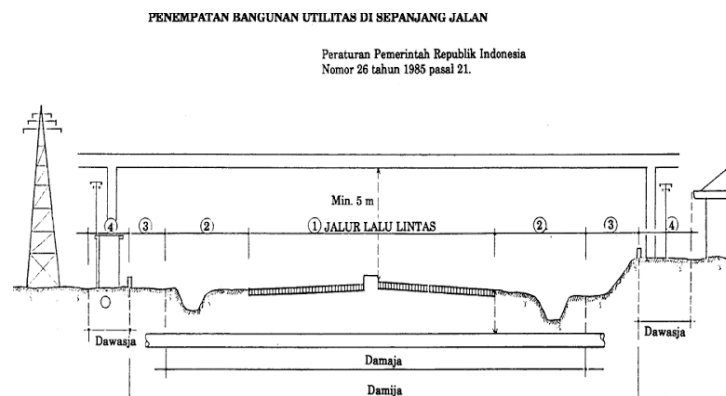 PENEMPATAN BANGUNAN UTILITAS DI SEPANJANG JALAN
Peraturan Pemerintah Republik Indonesia
Nomor 26 tahun 1985 pasal 21.
Min. 5 m
4 3 2 1 JALUR LALU LINTAS 2 3 4
Dawasja Dawasja
Damaja
Damija